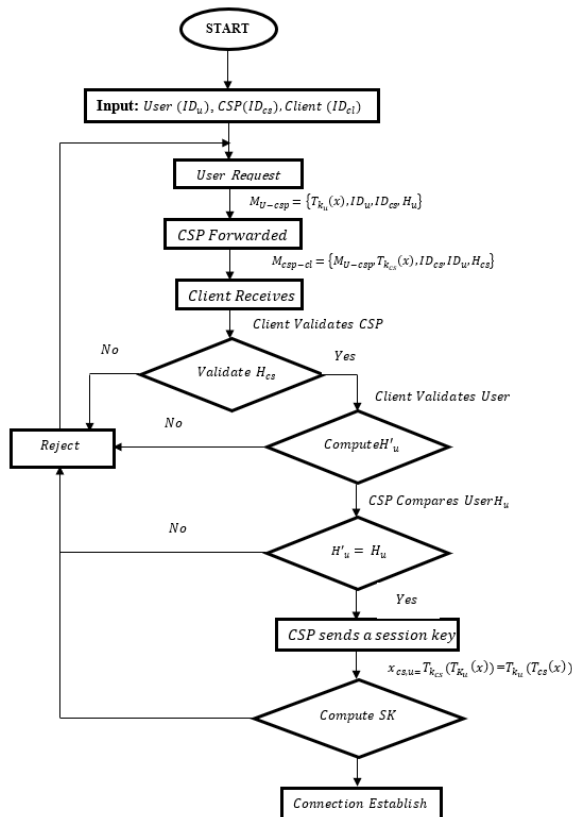 START
Input: User (ID_u), CSP(ID_cs), Client (ID_cl)
User Request
M_U−csp = {T_k_u(x), ID_u, ID_cs, H_u}
CSP Forwarded
M_csp−cl = {M_U−csp, T_k_cs(x), ID_cs, ID_u, H_cs}
Client Receives
Client Validates CSP
No
Yes
Validate H_cs
Client Validates User
No
Reject
ComputeH'_u
CSP Compares UserH_u
No
H'_u = H_u
Yes
CSP sends a session key
x_cs,u= T_k_cs(T_K_u(x))=T_k_u(T_cs(x))
Compute SK
Connection Establish